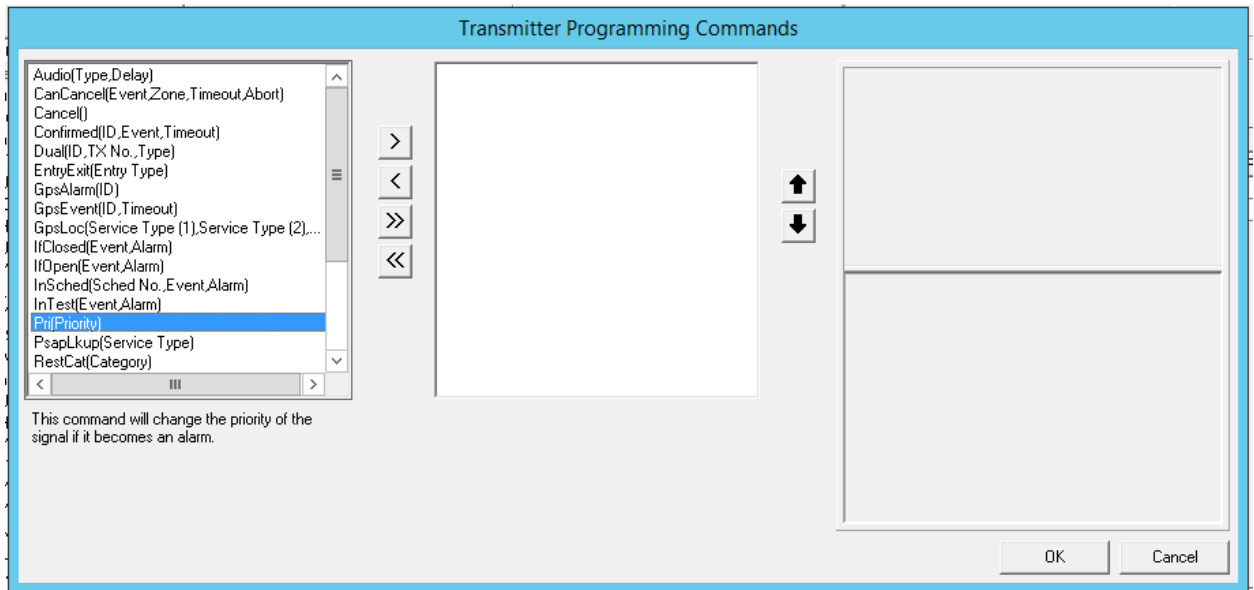 Transmitter Programming Commands
Audio(Type,Delay)
CanCancel(Event,Zone,Timeout,Abort)
Cancel()
Confirmed(ID,Event,Timeout)
Dual(ID,TX No.,Type)
EntryExit(Entry Type)
GpsAlarm(ID)
GpsEvent(ID,Timeout)
GpsLoc(Service Type (1),Service Type (2),...
IfClosed(Event,Alarm)
IfOpen(Event,Alarm)
InSched(Sched No.,Event,Alarm)
InTest(Event,Alarm)
Pri(Priority)
PsapLkup(Service Type)
RestCat(Category)
>
<
>>
<<
This command will change the priority of the
signal if it becomes an alarm.
OK
Cancel